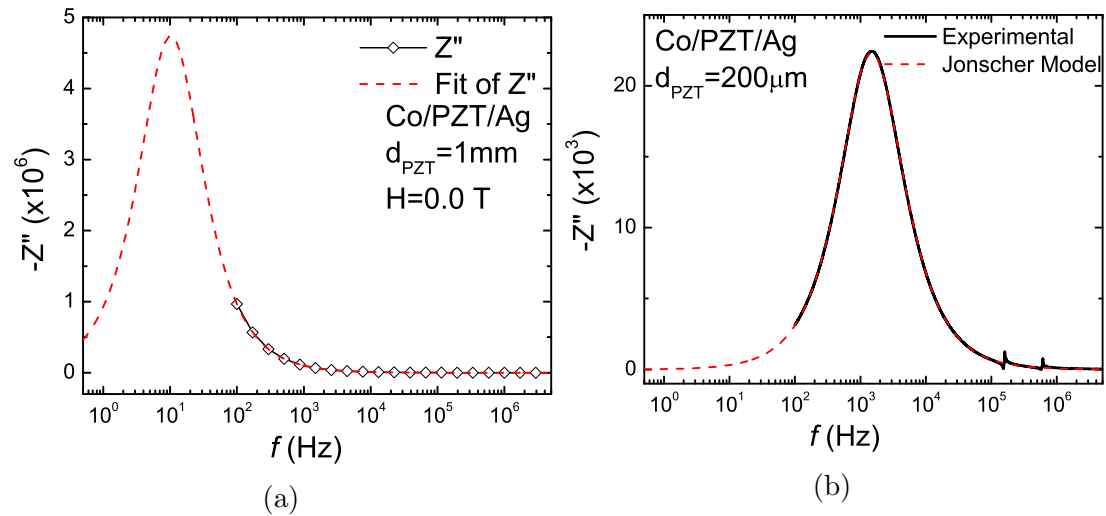 5
4
3
2
1
0
-Z" (x10⁶)
10⁰ 10¹ 10² 10³ 10⁴ 10⁵ 10⁶
f (Hz)
Z"
Fit of Z"
Co/PZT/Ag
d_PZT=1mm
H=0.0 T
(a)
20
10
0
-Z" (x10³)
10⁰ 10¹ 10² 10³ 10⁴ 10⁵ 10⁶
f (Hz)
Co/PZT/Ag
d_PZT=200μm
Experimental
Jonscher Model
(b)